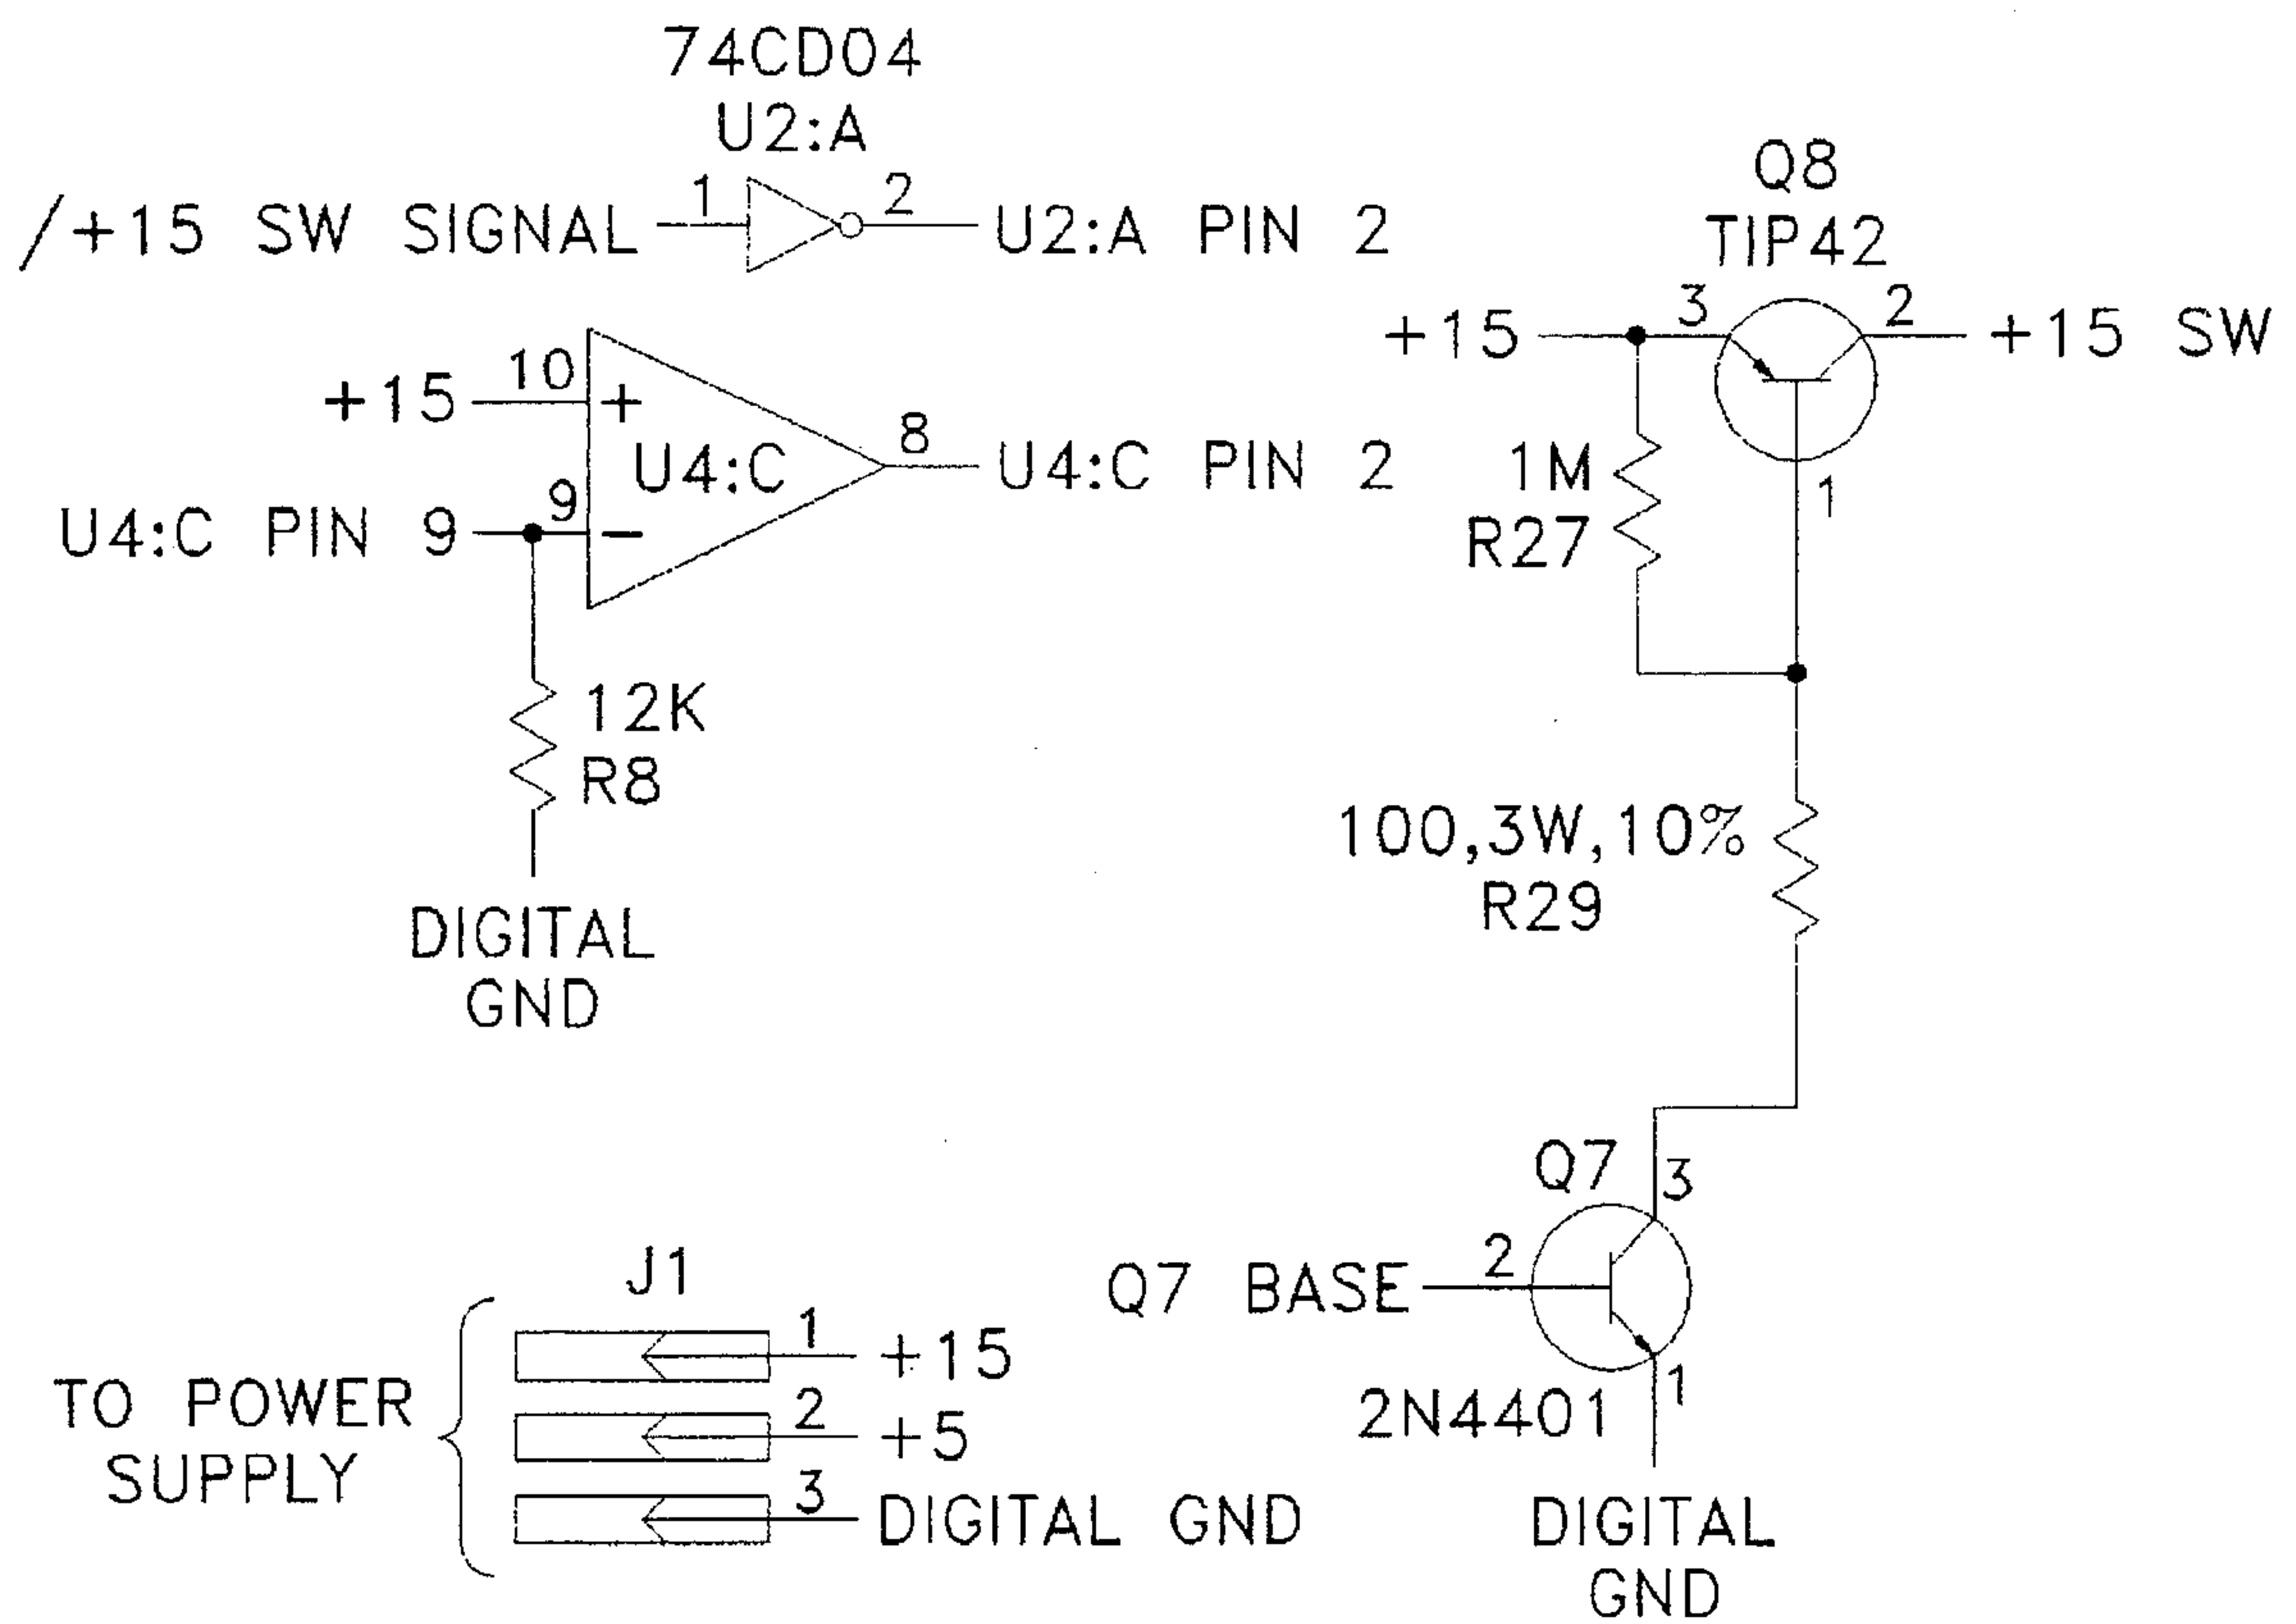 74CD04
U2:A
/+15 SW SIGNAL 1 2 U2:A PIN 2
Q8
TIP42
+15 3 2 +15 SW
1
+15 10 +
U4:C 8 U4:C PIN 2
U4:C PIN 9 9 −
1M
R27
12K
R8
DIGITAL
GND
100,3W,10%
R29
Q7
3
Q7 BASE 2
1
2N4401
DIGITAL
GND
J1
TO POWER
SUPPLY
1 +15
2 +5
3 DIGITAL GND